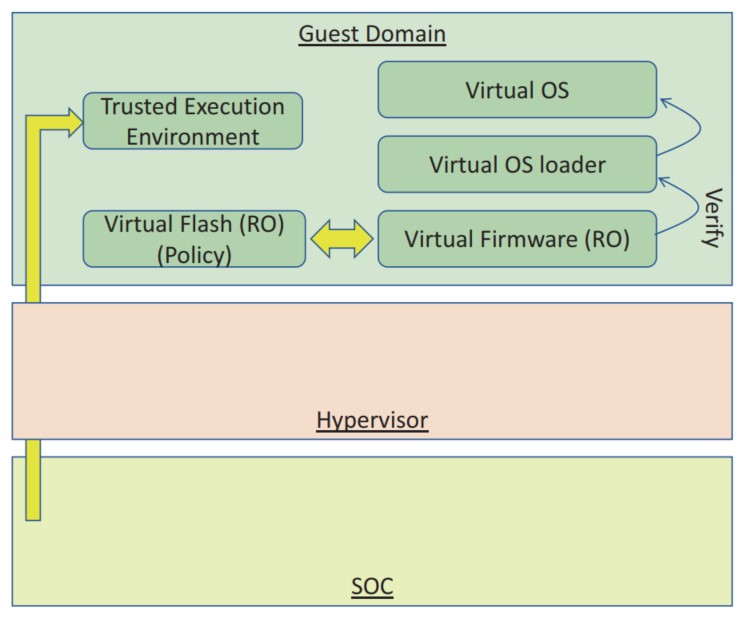 Guest Domain
Trusted Execution
Environment
Virtual OS
Virtual OS loader
Virtual Flash (RO)
(Policy)
Virtual Firmware (RO)
Verify
Hypervisor
SOC